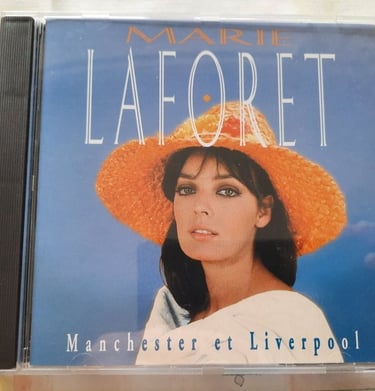 MARIE
LAFORET
Manchester et Liverpool